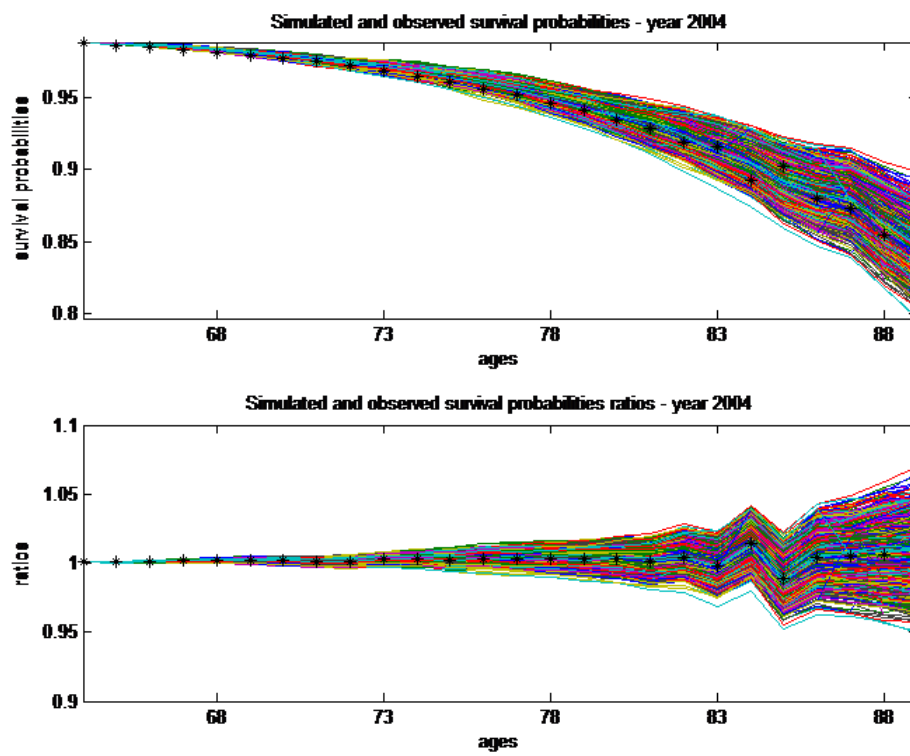 Simulated and observed survival probabilities - year 2004
survival probabilities
0.95
0.9
0.85
0.8
68 73 78 83 88
ages
Simulated and observed survival probabilities ratios - year 2004
ratios
1.1
1.05
1
0.95
0.9
68 73 78 83 88
ages